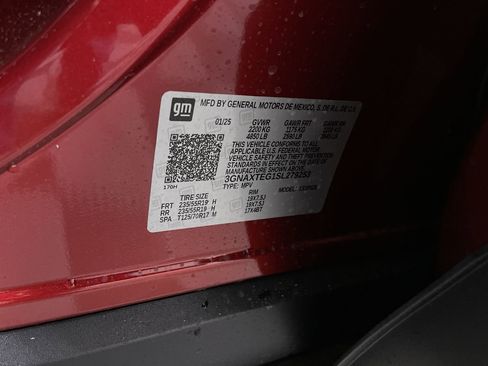 gm
MFD BY GENERAL MOTORS DE MEXICO, S. DE R.L. DE C.V.
01/25 GVWR GAWR FRT GAWR RR
2200 KG 1175 KG
4850 LB 2590 LB
THIS VEHICLE CONFORMS TO ALL
APPLICABLE U.S. FEDERAL MOTOR
VEHICLE SAFETY AND THEFT PREVENTION
STANDARDS IN EFFECT ON THE DATE OF
MANUFACTURE SHOWN ABOVE.
3GNAXTEG1SL279253
170H TYPE: MPV
TIRE SIZE RIM
FRT 235/55R19 H 19X7.5J
RR 235/55R19 H 19X7.5J
SPA T125/70R17 M 17X4BT